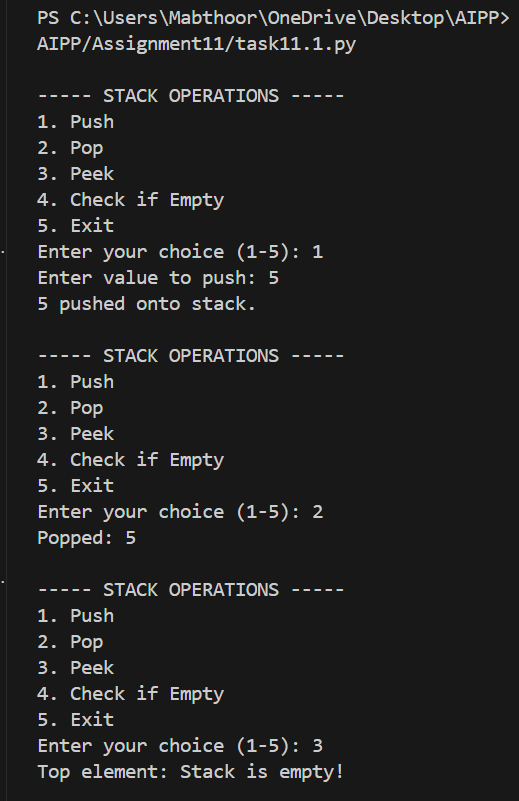 PS C:\Users\Mabthoor\OneDrive\Desktop\AIPP>
AIPP/Assignment11/task11.1.py
----- STACK OPERATIONS -----
1. Push
2. Pop
3. Peek
4. Check if Empty
5. Exit
Enter your choice (1-5): 1
Enter value to push: 5
5 pushed onto stack.
----- STACK OPERATIONS -----
1. Push
2. Pop
3. Peek
4. Check if Empty
5. Exit
Enter your choice (1-5): 2
Popped: 5
----- STACK OPERATIONS -----
1. Push
2. Pop
3. Peek
4. Check if Empty
5. Exit
Enter your choice (1-5): 3
Top element: Stack is empty!